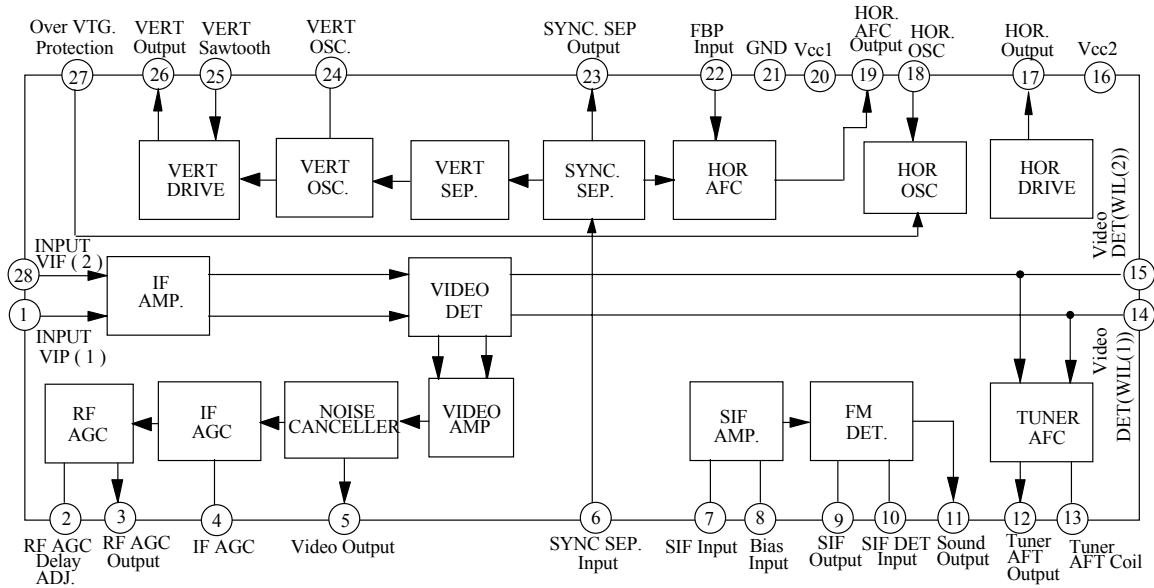 Over VTG.
Protection
VERT
Output
VERT
Sawtooth
VERT
OSC.
SYNC. SEP
Output
FBP
Input
GND
Vcc1
HOR.
AFC
Output
HOR.
OSC
HOR.
Output
Vcc2
27
26
25
24
23
22
21
20
19
18
17
16
VERT
DRIVE
VERT
OSC.
VERT
SEP.
SYNC.
SEP.
HOR
AFC
HOR
OSC
HOR
DRIVE
Video
DET(WIL(2)
INPUT
VIF ( 2 )
28
IF
AMP.
VIDEO
DET
15
1
INPUT
VIP ( 1 )
14
Video
DET(WIL(1))
RF
AGC
IF
AGC
NOISE
CANCELLER
VIDEO
AMP
SIF
AMP.
FM
DET.
TUNER
AFC
2
3
4
5
6
7
8
9
10
11
12
13
RF AGC
Delay
ADJ.
RF AGC
Output
IF AGC
Video Output
SYNC SEP.
Input
SIF Input
Bias
Input
SIF
Output
SIF DET
Input
Sound
Output
Tuner
AFT
Output
Tuner
AFT Coil